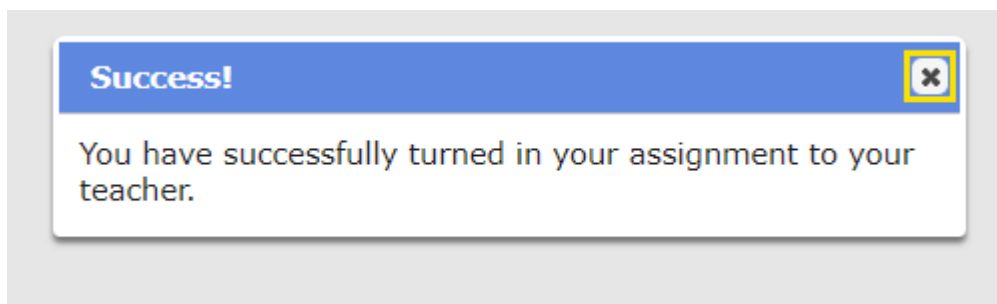 Success!
You have successfully turned in your assignment to your
teacher.